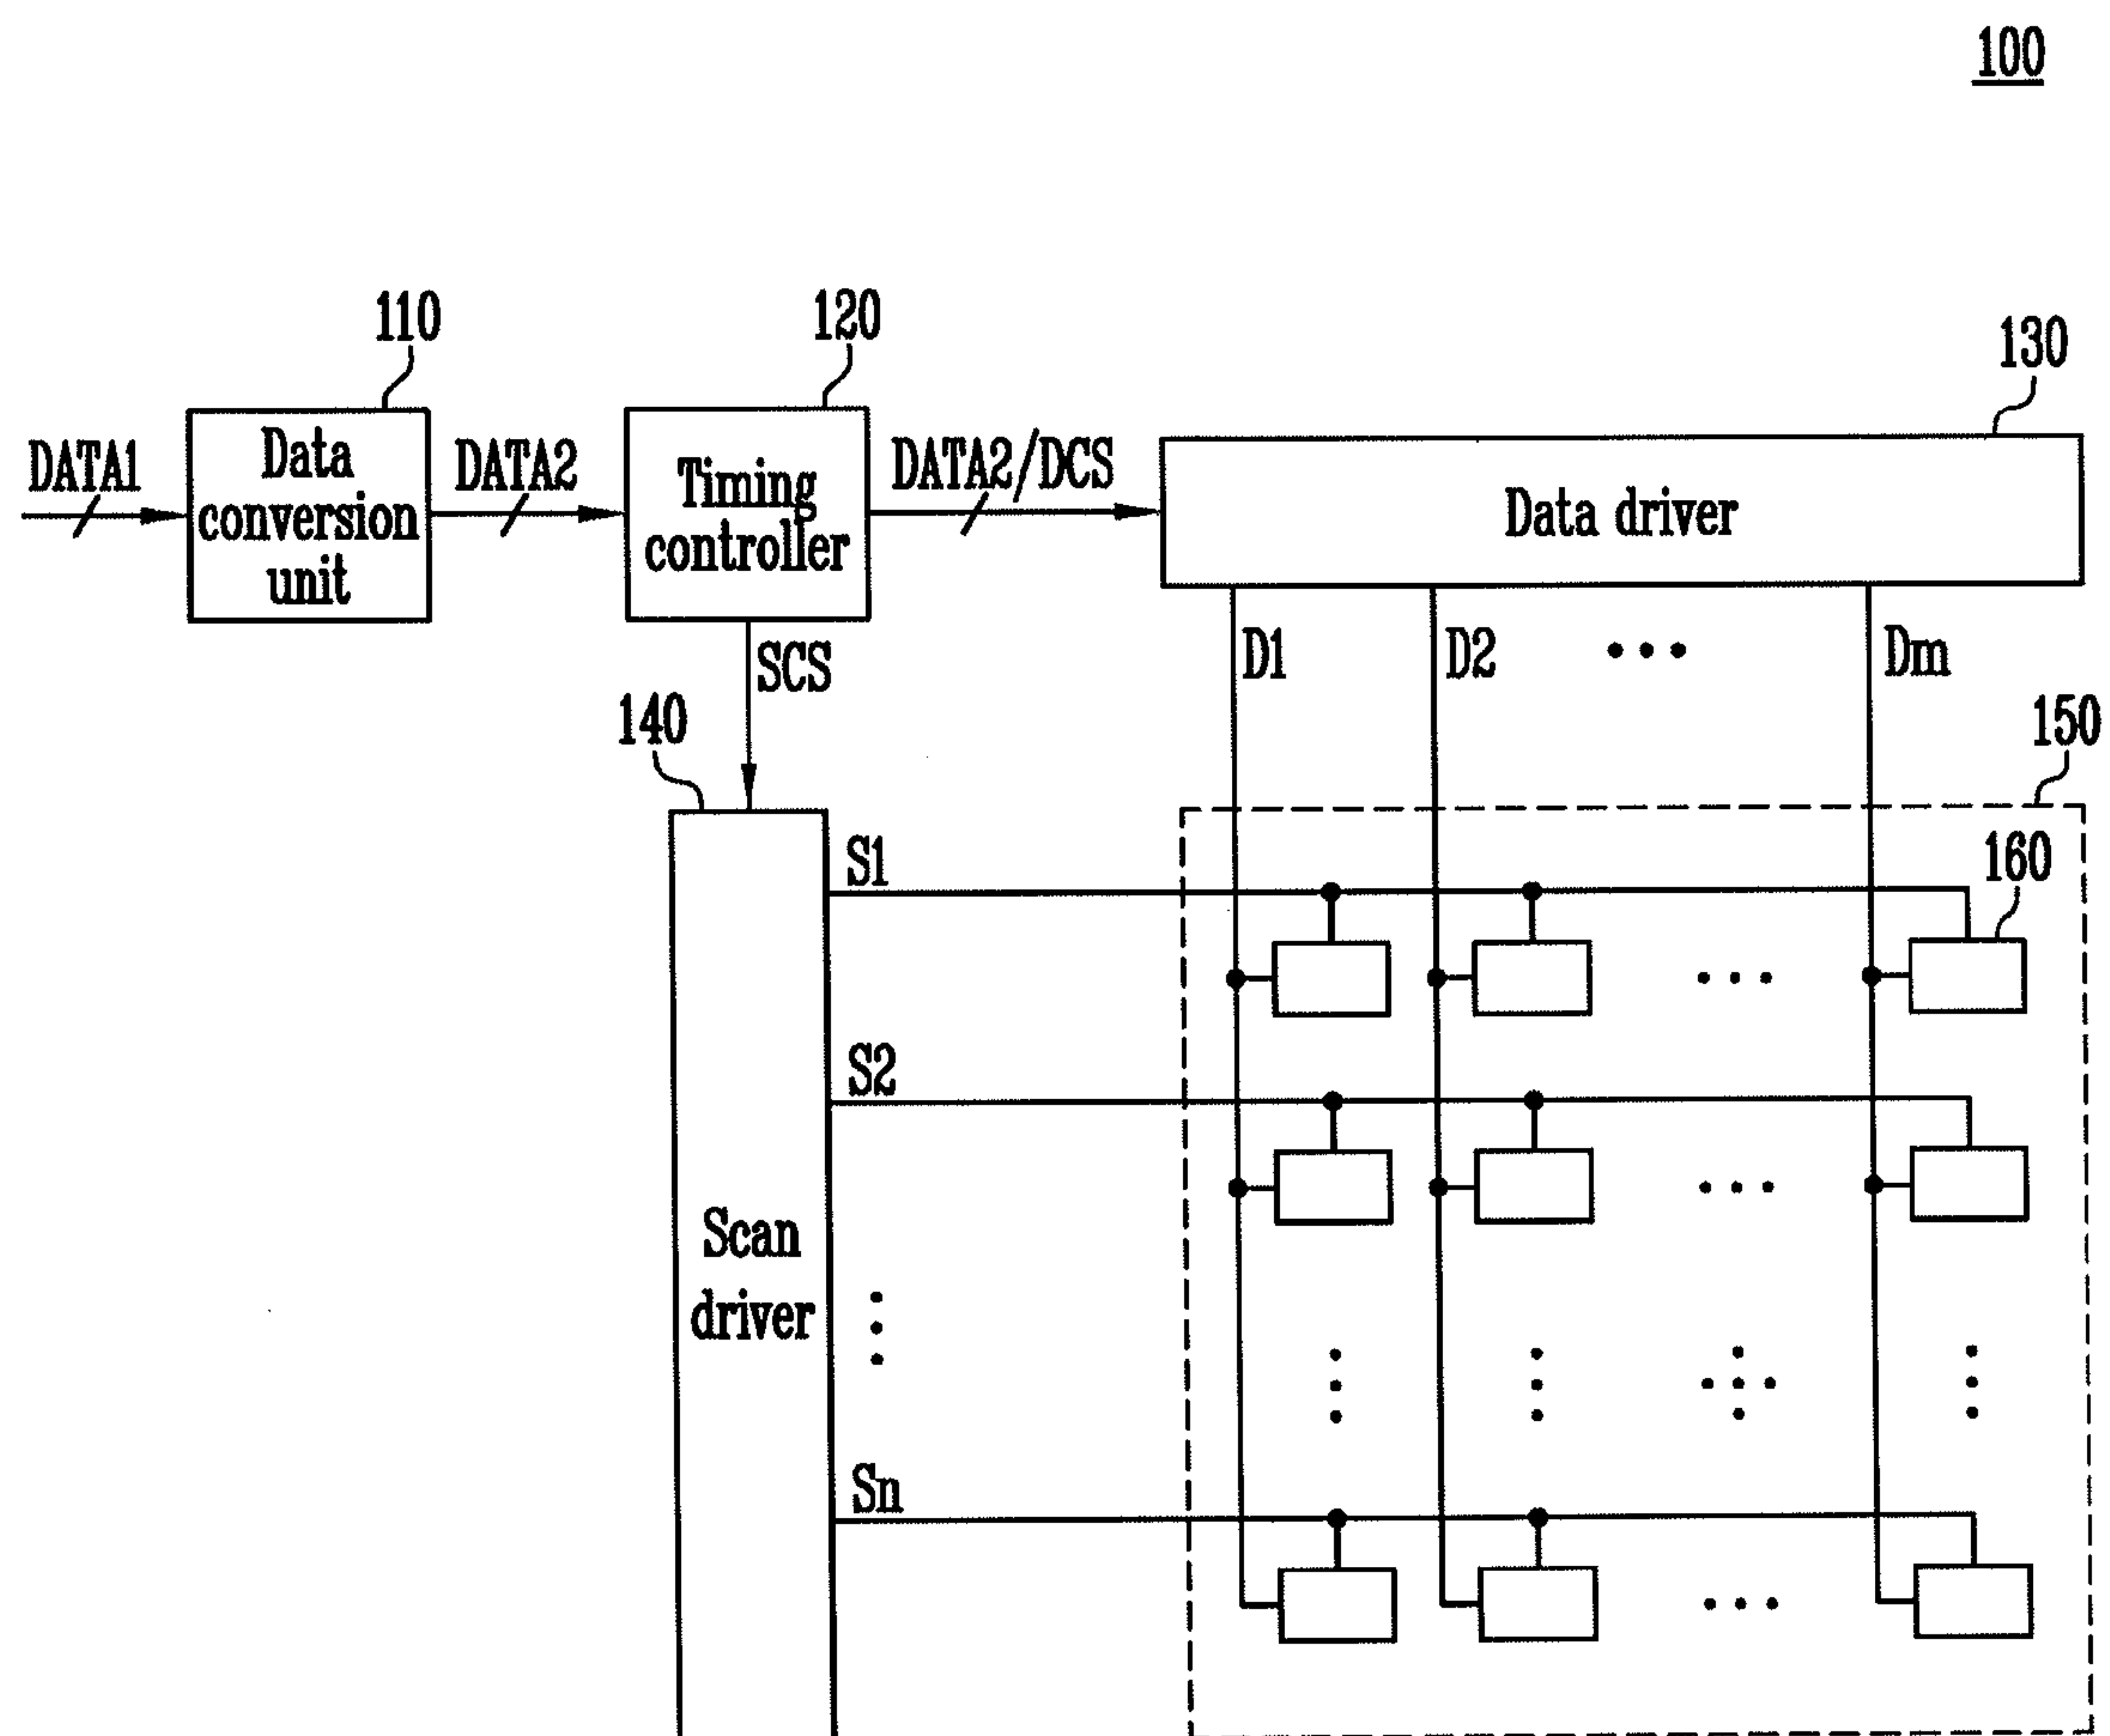 100
110
120
130
DATA1
Data
conversion
unit
DATA2
Timing
controller
DATA2/DCS
Data driver
SCS
D1
D2
Dm
140
150
S1
160
S2
Scan
driver
Sn